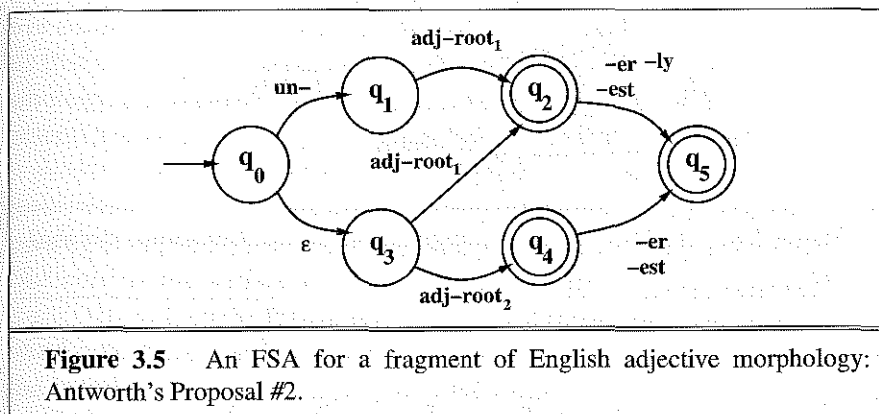 adj−root₁
−er −ly
−est
un−
q₁
q₂
q₀
adj−root₁
q₅
ε
q₃
q₄
−er
−est
adj−root₂
Figure 3.5 An FSA for a fragment of English adjective morphology:
Antworth's Proposal #2.